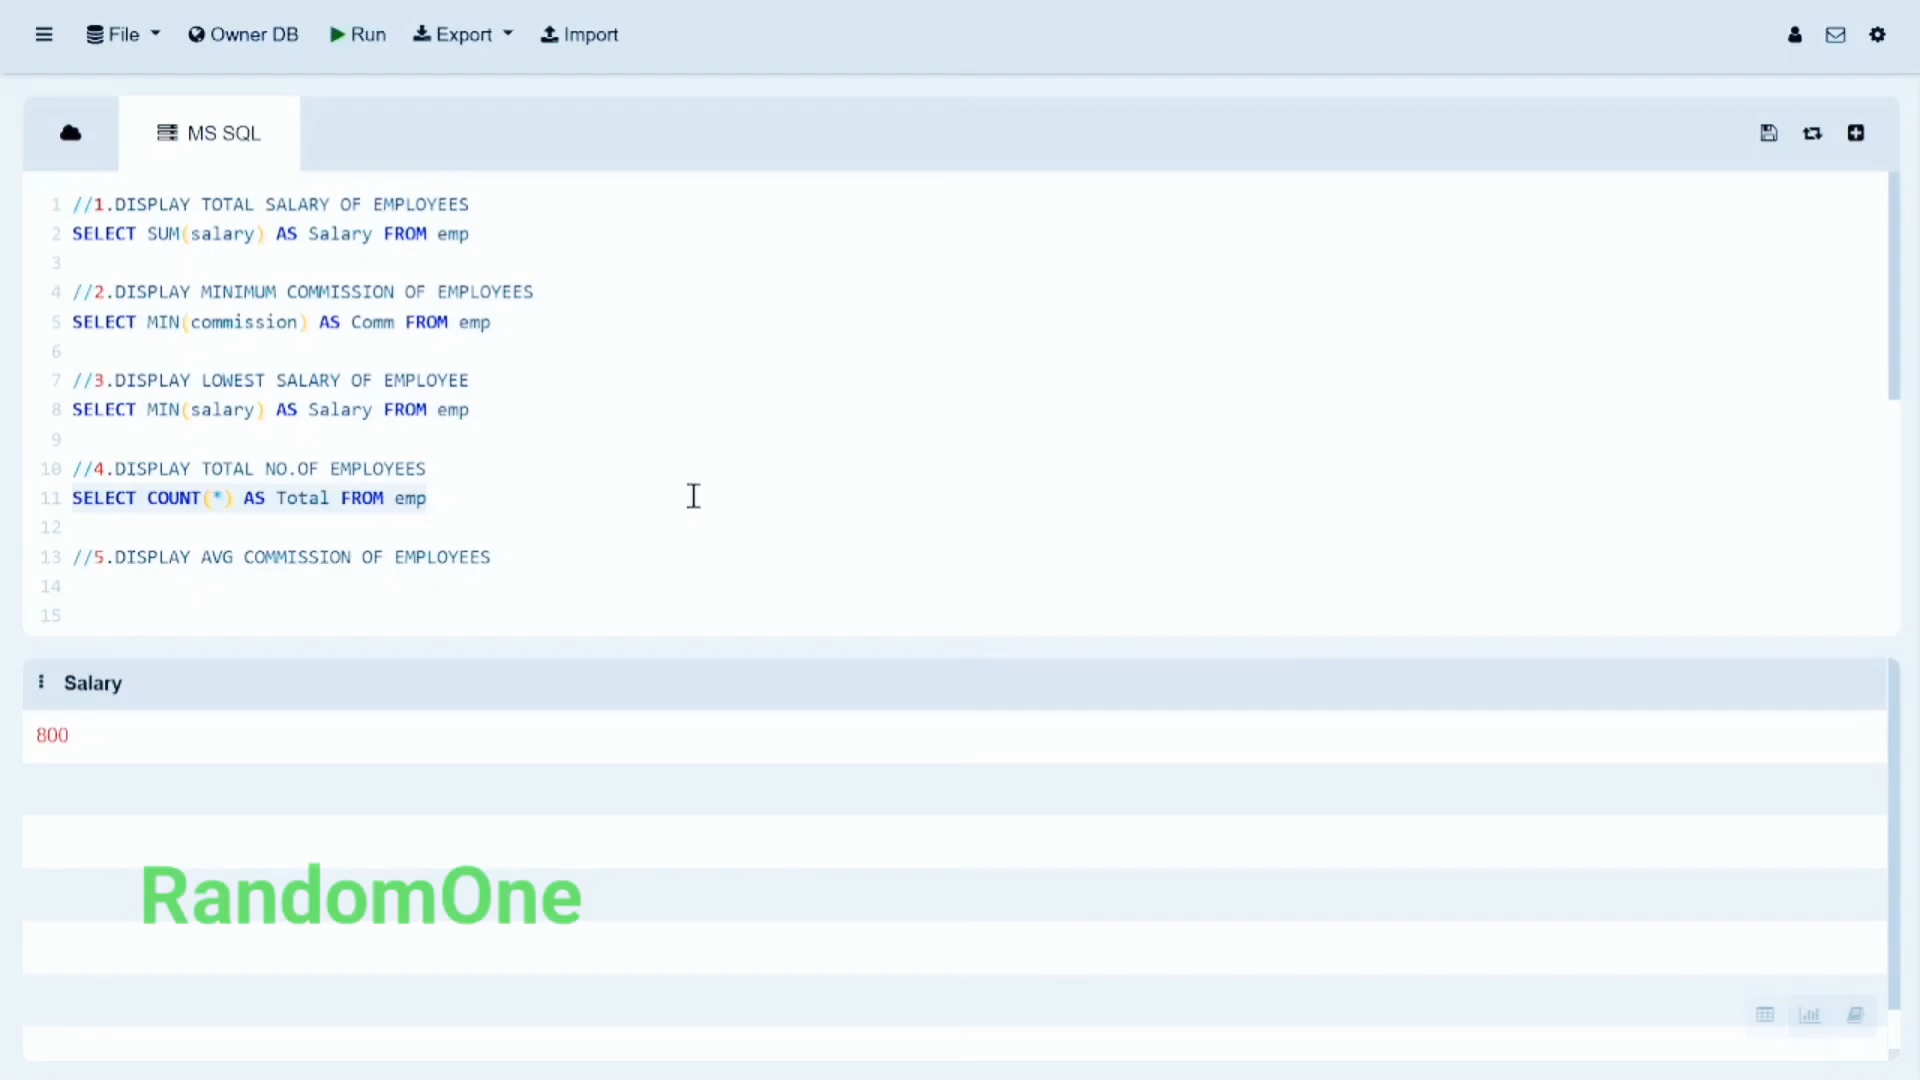 File Owner DB Run Export Import
MS SQL
1 //1.DISPLAY TOTAL SALARY OF EMPLOYEES
2 SELECT SUM(salary) AS Salary FROM emp
3
4 //2.DISPLAY MINIMUM COMMISSION OF EMPLOYEES
5 SELECT MIN(commission) AS Comm FROM emp
6
7 //3.DISPLAY LOWEST SALARY OF EMPLOYEE
8 SELECT MIN(salary) AS Salary FROM emp
9
10 //4.DISPLAY TOTAL NO.OF EMPLOYEES
11 SELECT COUNT(*) AS Total FROM emp
12
13 //5.DISPLAY AVG COMMISSION OF EMPLOYEES
14
15
Salary
800
RandomOne